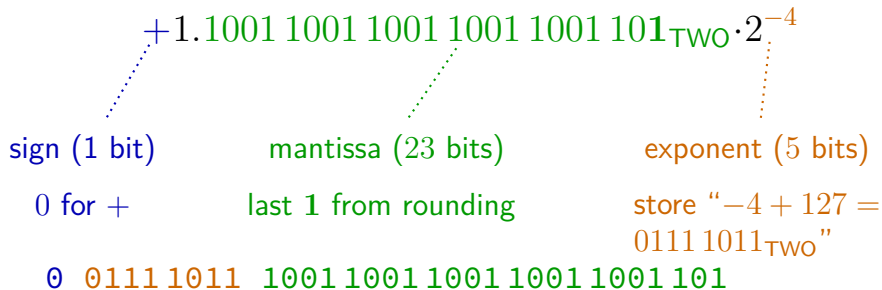 +1.1001 1001 1001 1001 1001 101TWO·2−4
sign (1 bit) mantissa (23 bits) exponent (5 bits)
0 for + last 1 from rounding store “−4 + 127 =
0111 1011TWO”
0 0111 1011 1001 1001 1001 1001 1001 101